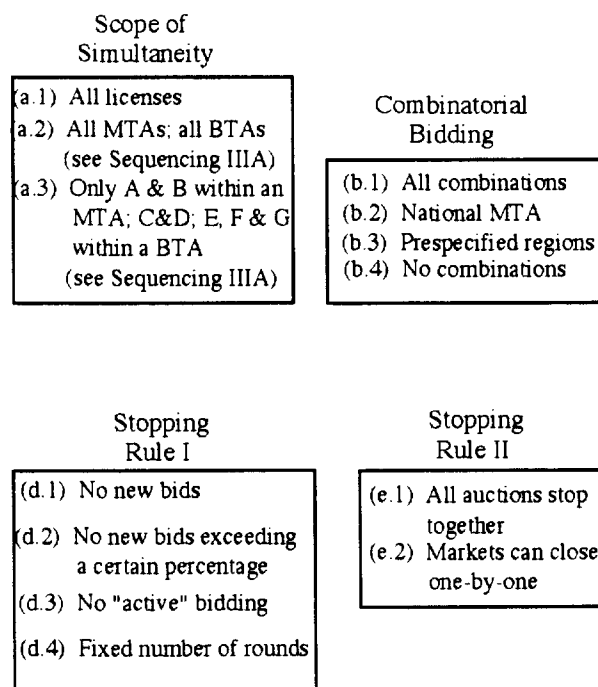 Scope of
Simultaneity
(a.1) All licenses
(a.2) All MTAs; all BTAs
(see Sequencing IIIA)
(a.3) Only A & B within an
MTA; C&D; E, F & G
within a BTA
(see Sequencing IIIA)
Combinatorial
Bidding
(b.1) All combinations
(b.2) National MTA
(b.3) Prespecified regions
(b.4) No combinations
Stopping
Rule I
(d.1) No new bids
(d.2) No new bids exceeding
a certain percentage
(d.3) No "active" bidding
(d.4) Fixed number of rounds
Stopping
Rule II
(e.1) All auctions stop
together
(e.2) Markets can close
one-by-one